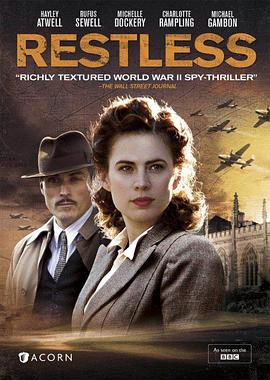 HAYLEY ATWELL RUFUS SEWELL MICHELLE DOCKERY CHARLOTTE RAMPLING MICHAEL GAMBON
RESTLESS
"RICHLY TEXTURED WORLD WAR II SPY-THRILLER"
-THE WALL STREET JOURNAL
ACORN
As seen on the
BBC